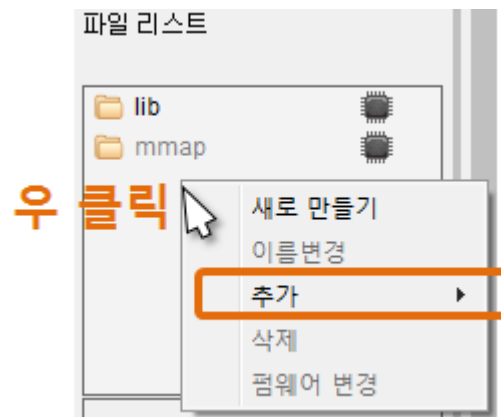 파일 리스트
lib
mmap
우 클릭
새로 만들기
이름변경
추가
삭제
펌웨어 변경